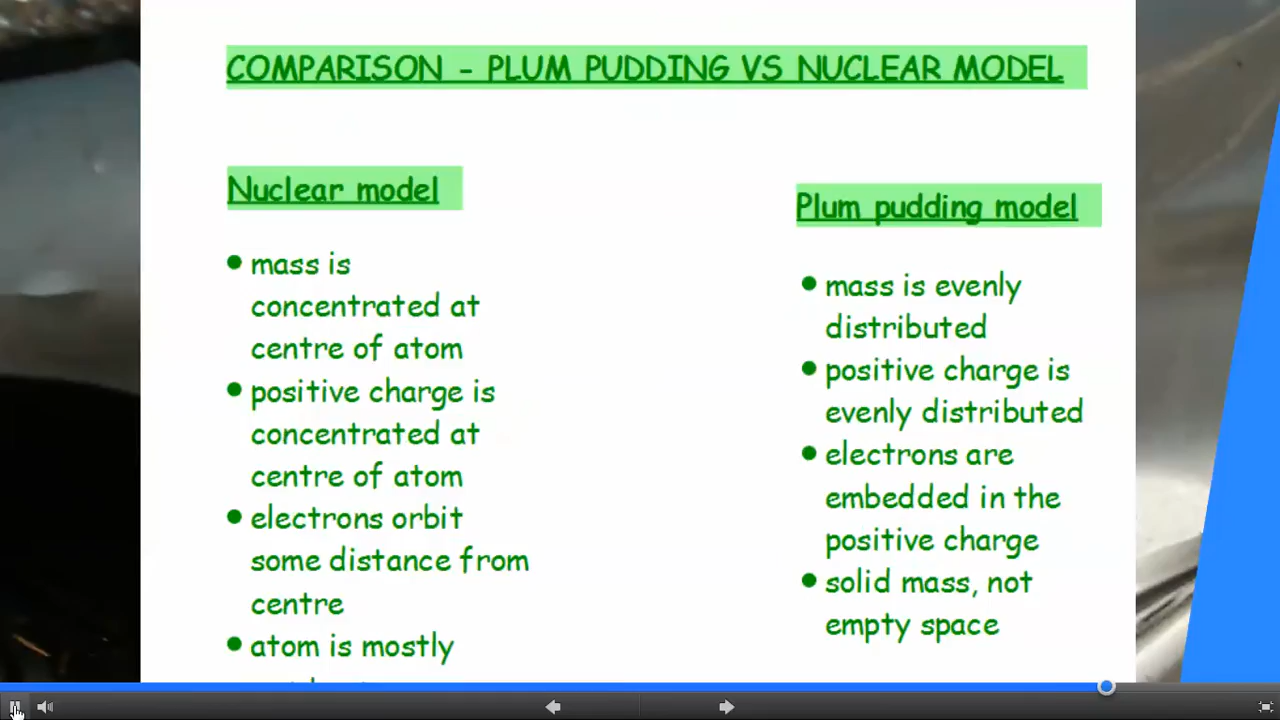 COMPARISON - PLUM PUDDING VS NUCLEAR MODEL
Nuclear model
mass is
concentrated at
centre of atom
positive charge is
concentrated at
centre of atom
electrons orbit
some distance from
centre
atom is mostly
Plum pudding model
mass is evenly
distributed
positive charge is
evenly distributed
electrons are
embedded in the
positive charge
solid mass, not
empty space